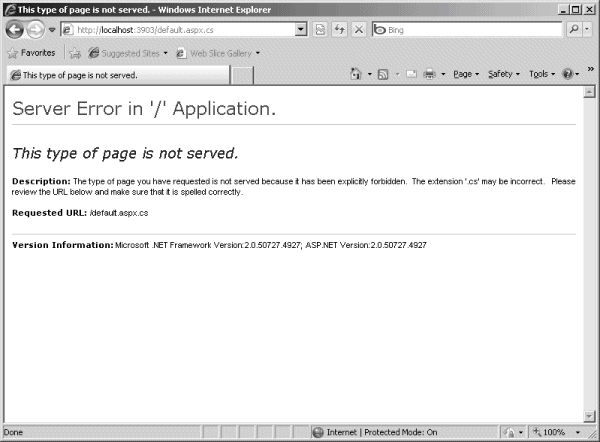 This type of page is not served. - Windows Internet Explorer
http://localhost:3903/default.aspx.cs
Bing
Favorites
Suggested Sites
Web Slice Gallery
This type of page is not served.
Page
Safety
Tools
Server Error in '/' Application.
This type of page is not served.
Description: The type of page you have requested is not served because it has been explicitly forbidden.  The extension '.cs' may be incorrect.   Please
review the URL below and make sure that it is spelled correctly.
Requested URL: /default.aspx.cs
Version Information: Microsoft .NET Framework Version:2.0.50727.4927; ASP.NET Version:2.0.50727.4927
Done
Internet | Protected Mode: On
100%